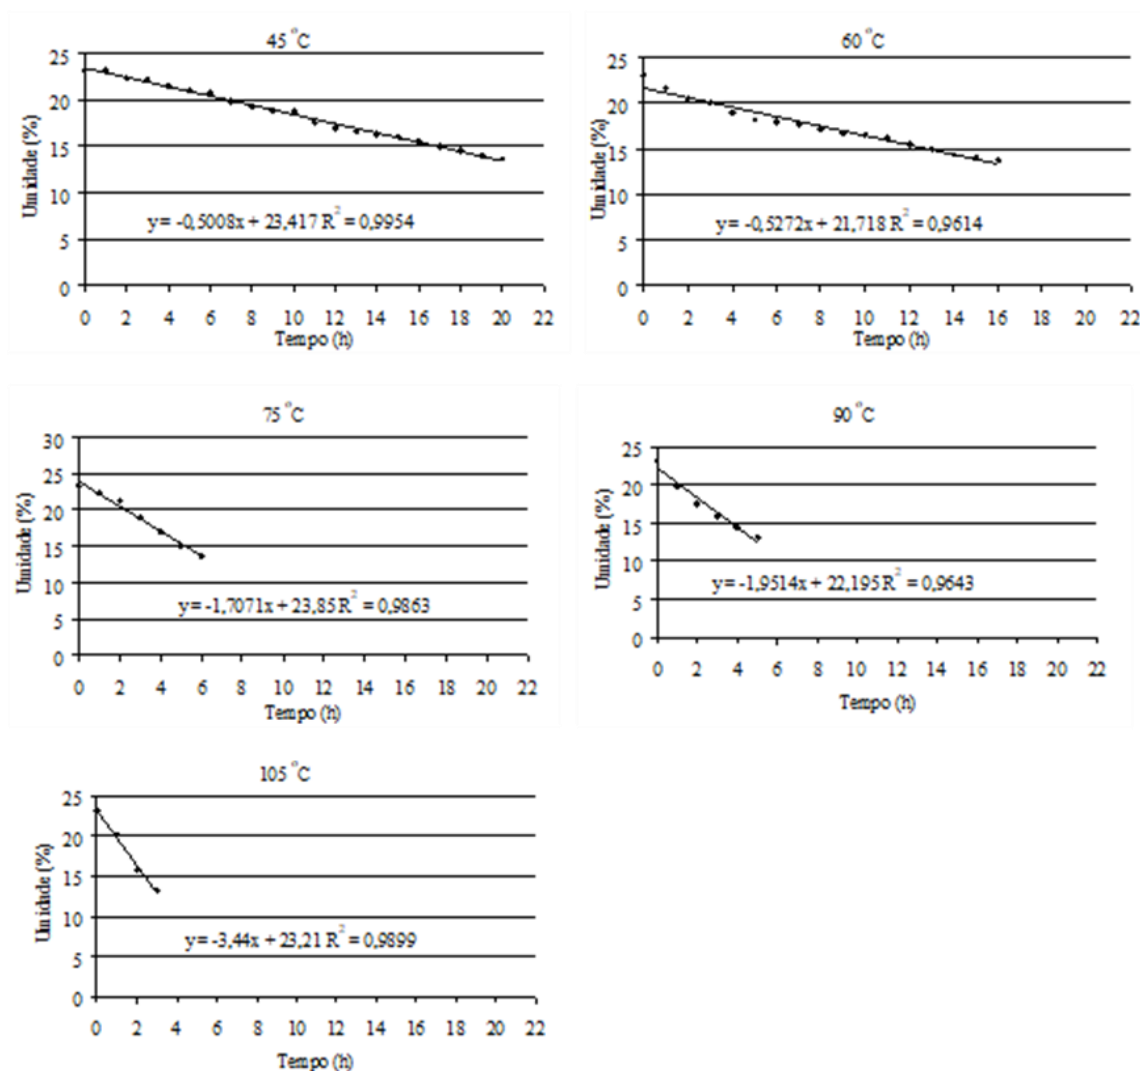 45 °C
25
20
15
10
5
0
Umidade (%)
y= -0,5008x + 23,417 R² = 0,9954
0 2 4 6 8 10 12 14 16 18 20 22
Tempo (h)
60 °C
25
20
15
10
5
0
Umidade (%)
y= -0,5272x + 21,718 R² = 0,9614
0 2 4 6 8 10 12 14 16 18 20 22
Tempo (h)
75 °C
30
25
20
15
10
5
0
Umidade (%)
y= -1,7071x + 23,85 R² = 0,9863
0 2 4 6 8 10 12 14 16 18 20 22
Tempo (h)
90 °C
25
20
15
10
5
0
Umidade (%)
y= -1,9514x + 22,195 R² = 0,9643
0 2 4 6 8 10 12 14 16 18 20 22
Tempo (h)
105 °C
25
20
15
10
5
0
Umidade (%)
y= -3,44x + 23,21 R² = 0,9899
0 2 4 6 8 10 12 14 16 18 20 22
Tempo (h)